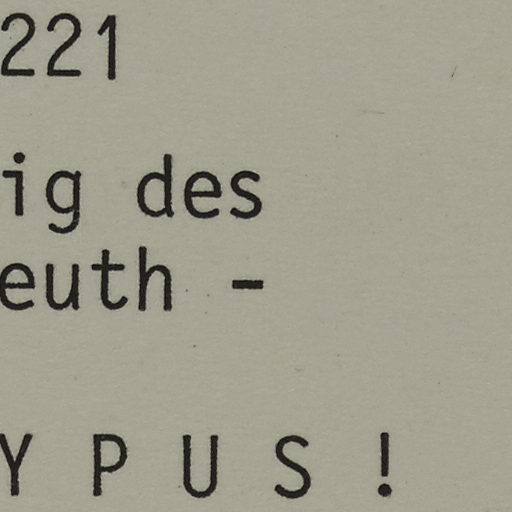 221
ig des
euth -
Y P U S !